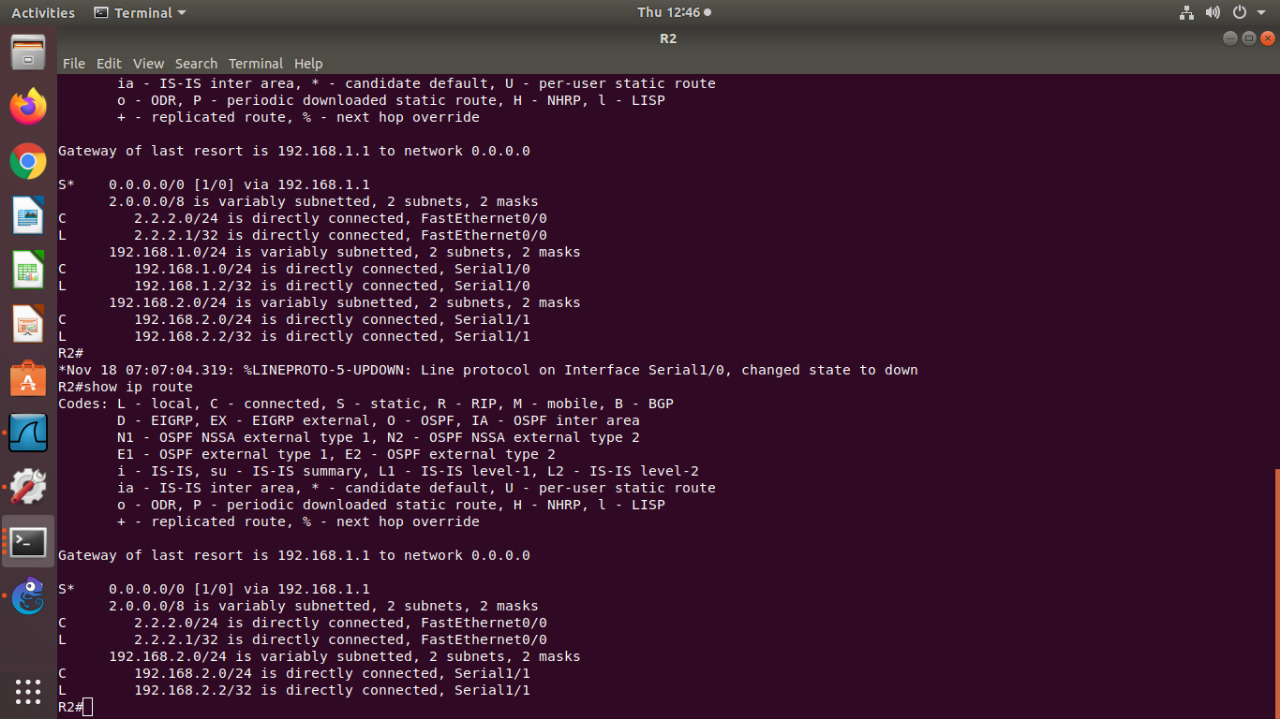 Activities Terminal Thu 12:46
R2
File Edit View Search Terminal Help
ia - IS-IS inter area, * - candidate default, U - per-user static route
o - ODR, P - periodic downloaded static route, H - NHRP, l - LISP
+ - replicated route, % - next hop override
Gateway of last resort is 192.168.1.1 to network 0.0.0.0
S* 0.0.0.0/0 [1/0] via 192.168.1.1
2.0.0.0/8 is variably subnetted, 2 subnets, 2 masks
C 2.2.2.0/24 is directly connected, FastEthernet0/0
L 2.2.2.1/32 is directly connected, FastEthernet0/0
192.168.1.0/24 is variably subnetted, 2 subnets, 2 masks
C 192.168.1.0/24 is directly connected, Serial1/0
L 192.168.1.2/32 is directly connected, Serial1/0
192.168.2.0/24 is variably subnetted, 2 subnets, 2 masks
C 192.168.2.0/24 is directly connected, Serial1/1
L 192.168.2.2/32 is directly connected, Serial1/1
R2#
*Nov 18 07:07:04.319: %LINEPROTO-5-UPDOWN: Line protocol on Interface Serial1/0, changed state to down
R2#show ip route
Codes: L - local, C - connected, S - static, R - RIP, M - mobile, B - BGP
D - EIGRP, EX - EIGRP external, O - OSPF, IA - OSPF inter area
N1 - OSPF NSSA external type 1, N2 - OSPF NSSA external type 2
E1 - OSPF external type 1, E2 - OSPF external type 2
i - IS-IS, su - IS-IS summary, L1 - IS-IS level-1, L2 - IS-IS level-2
ia - IS-IS inter area, * - candidate default, U - per-user static route
o - ODR, P - periodic downloaded static route, H - NHRP, l - LISP
+ - replicated route, % - next hop override
Gateway of last resort is 192.168.1.1 to network 0.0.0.0
S* 0.0.0.0/0 [1/0] via 192.168.1.1
2.0.0.0/8 is variably subnetted, 2 subnets, 2 masks
C 2.2.2.0/24 is directly connected, FastEthernet0/0
L 2.2.2.1/32 is directly connected, FastEthernet0/0
192.168.2.0/24 is variably subnetted, 2 subnets, 2 masks
C 192.168.2.0/24 is directly connected, Serial1/1
L 192.168.2.2/32 is directly connected, Serial1/1
R2#